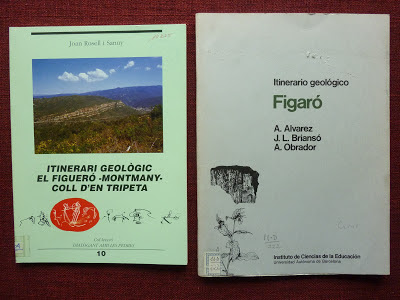 Joan Rosell i Sanuy
ITINERARI GEOLÒGIC
EL FIGUERÓ -MONTMANY-
COLL D'EN TRIPETA
10
Itinerario geológico
Figaró
A. Alvarez
J. L. Briansó
A. Obrador
Instituto de Ciencias de la Educación
Universidad Autónoma de Barcelona